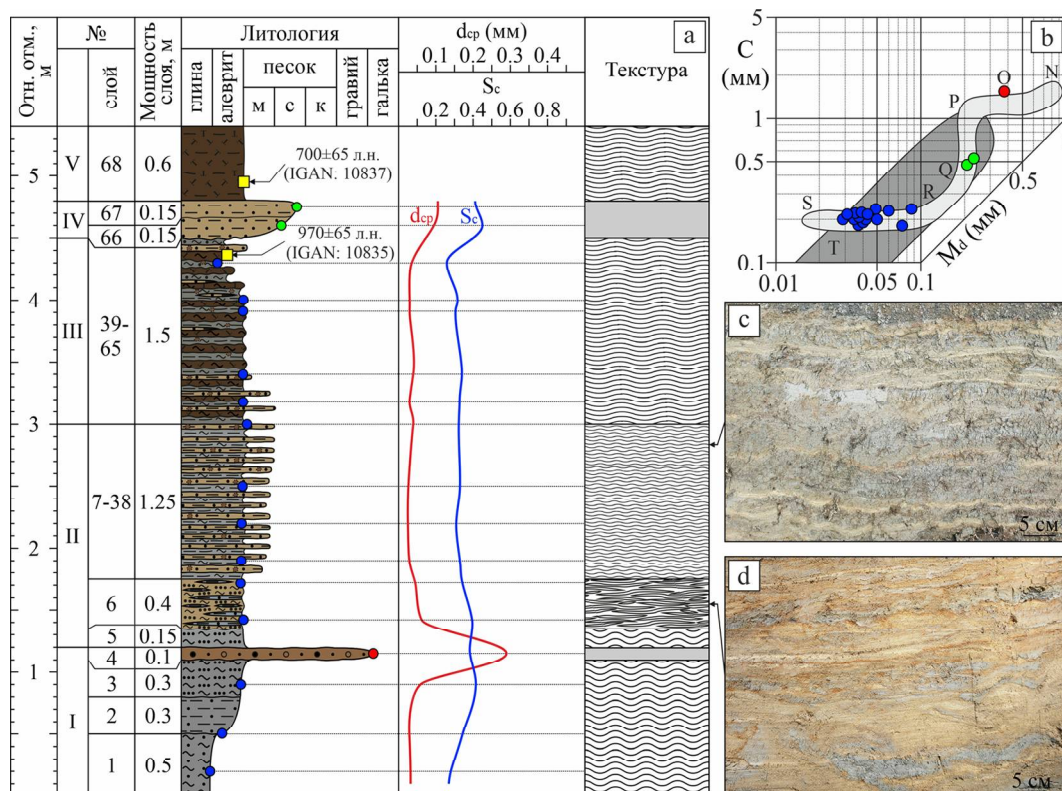 Отн. отм., м
№
слой
Мощность слоя, м
Литология
глина
алеврит
песок
м
с
к
гравий
галька
dср (мм)
0.1 0.2 0.3 0.4
Sс
0.2 0.4 0.6 0.8
Текстура
a
5
4
3
2
1
V
68
0.6
IV
67
0.15
66
0.15
III
39-65
1.5
II
7-38
1.25
6
0.4
5
0.15
4
0.1
3
0.3
I
2
0.3
1
0.5
700±65 л.н.
(IGAN. 10837)
970±65 л.н.
(IGAN: 10835)
dср
Sс
b
C
(мм)
5
1
0.5
0.1
0.01
0.05
0.1
0.5
Md (мм)
N
O
P
Q
R
S
T
c
5 см
d
5 см